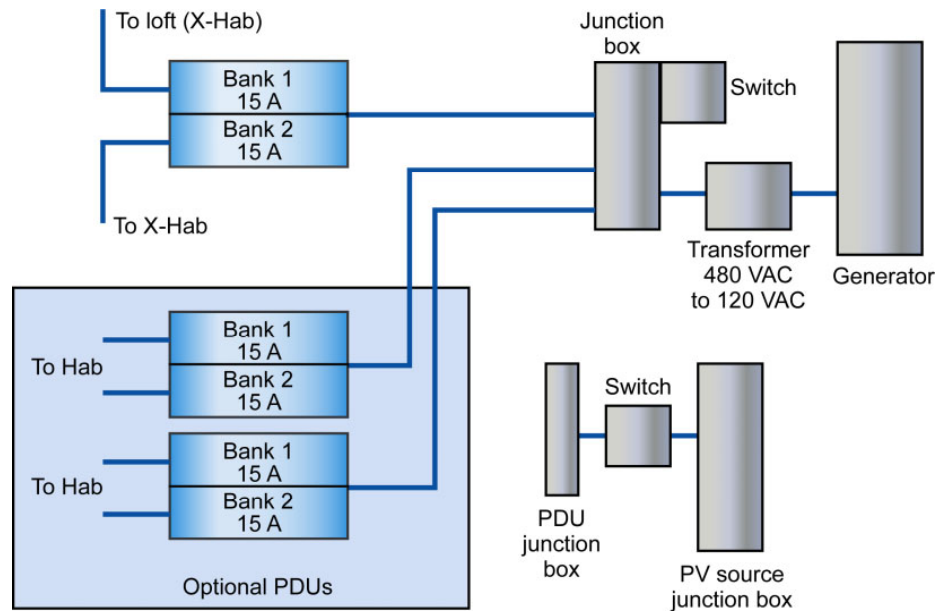 To loft (X-Hab)
Bank 1
15 A
Bank 2
15 A
To X-Hab
Junction
box
Switch
Transformer
480 VAC
to 120 VAC
Generator
To Hab
Bank 1
15 A
Bank 2
15 A
To Hab
Bank 1
15 A
Bank 2
15 A
Optional PDUs
Switch
PDU
junction
box
PV source
junction box